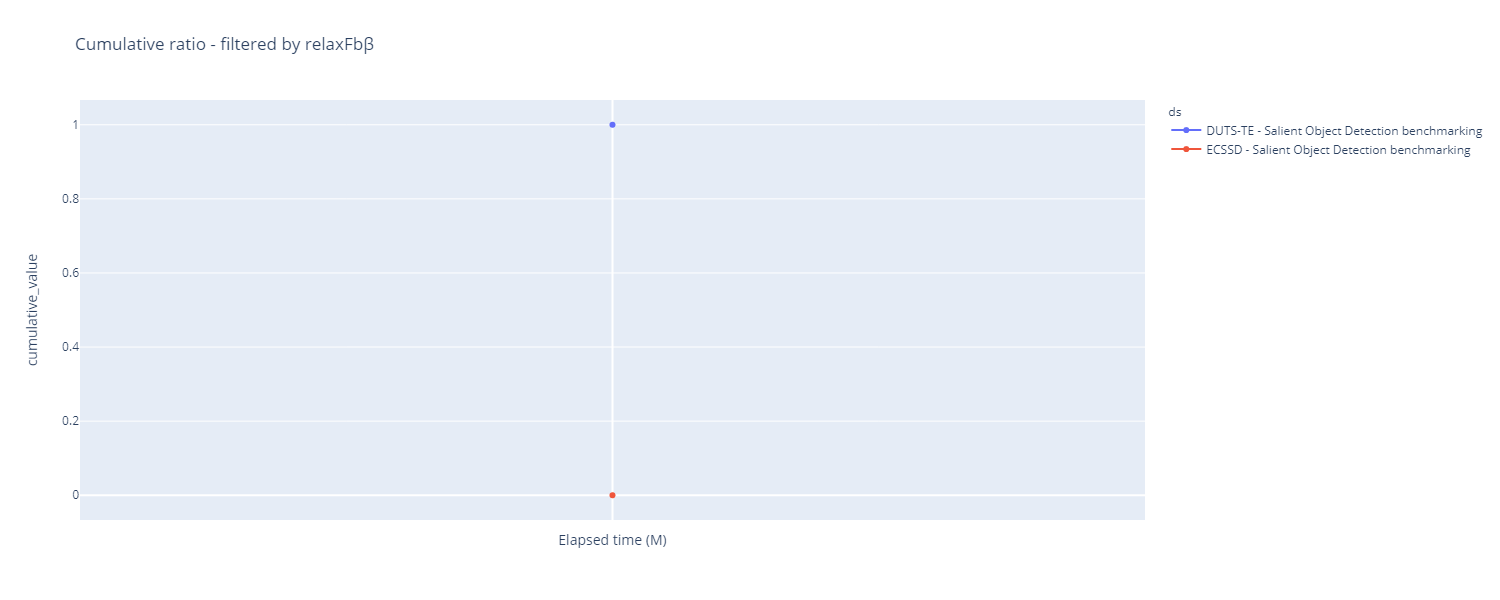 Cumulative ratio - filtered by relaxFbβ
ds
DUTS-TE - Salient Object Detection benchmarking
ECSSD - Salient Object Detection benchmarking
cumulative_value
1
0.8
0.6
0.4
0.2
0
Elapsed time (M)